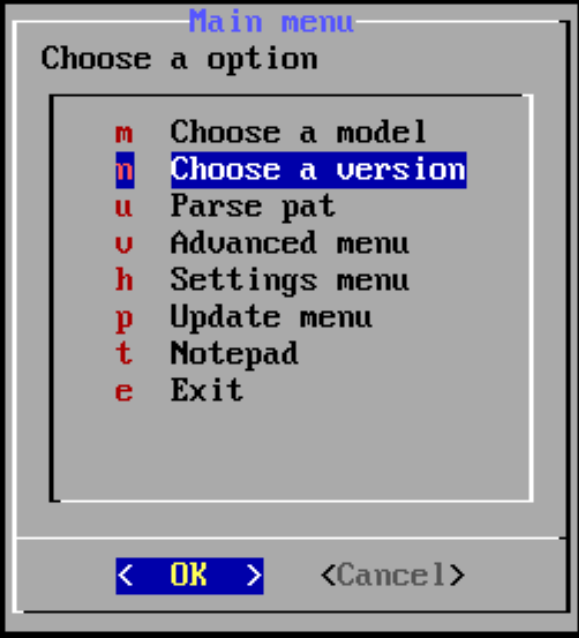 Main menu
Choose a option
m Choose a model
n Choose a version
u Parse pat
v Advanced menu
h Settings menu
p Update menu
t Notepad
e Exit
< OK > <Cancel>